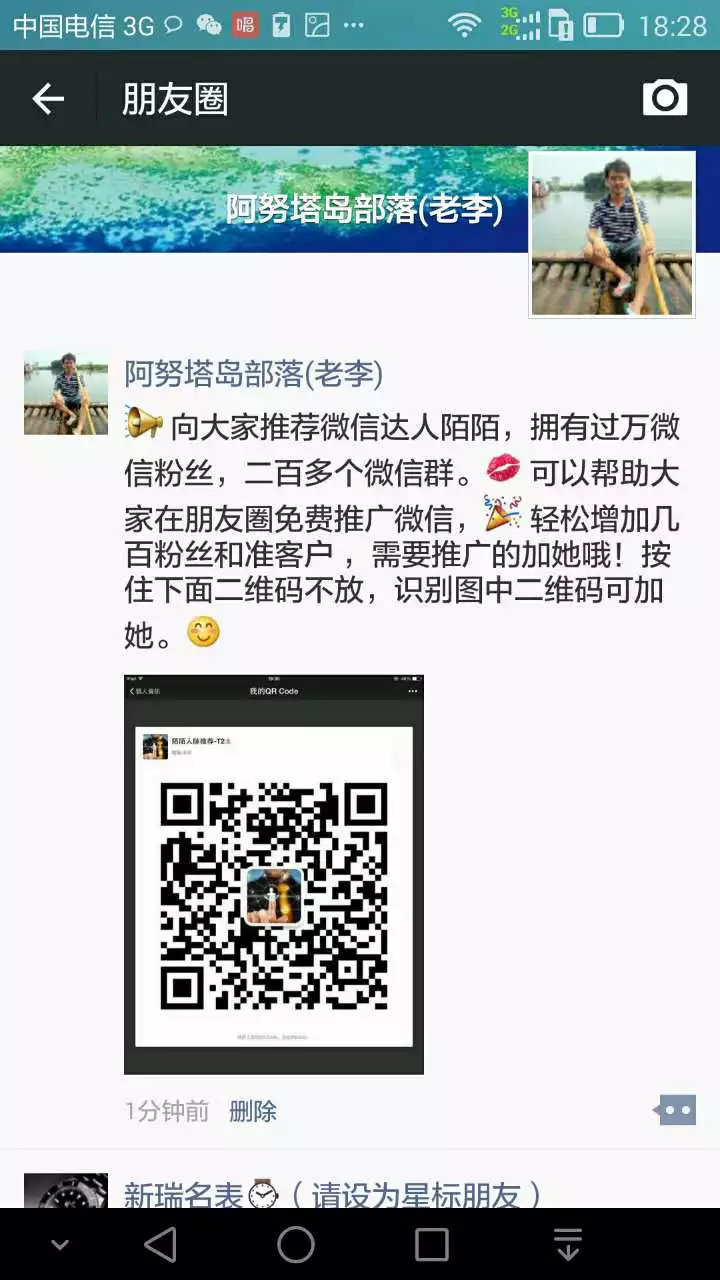 中国电信 3G
唱
3G
2G
18:28
朋友圈
阿努塔岛部落(老李)
阿努塔岛部落(老李)
向大家推荐微信达人陌陌，拥有过万微
信粉丝，二百多个微信群。可以帮助大
家在朋友圈免费推广微信，轻松增加几
百粉丝和准客户 ，需要推广的加她哦！按
住下面二维码不放，识别图中二维码可加
她。
我的QR Code
陌陌人脉推荐-T2
1分钟前 删除
新瑞名表（请设为星标朋友）